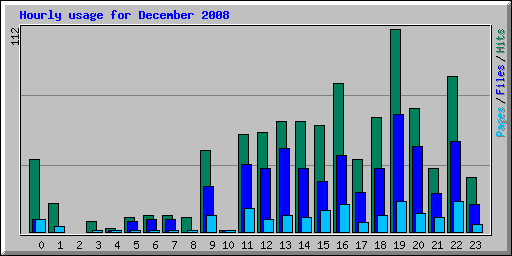 Hourly usage for December 2008
112
Pages / Files / Hits
0 1 2 3 4 5 6 7 8 9 10 11 12 13 14 15 16 17 18 19 20 21 22 23